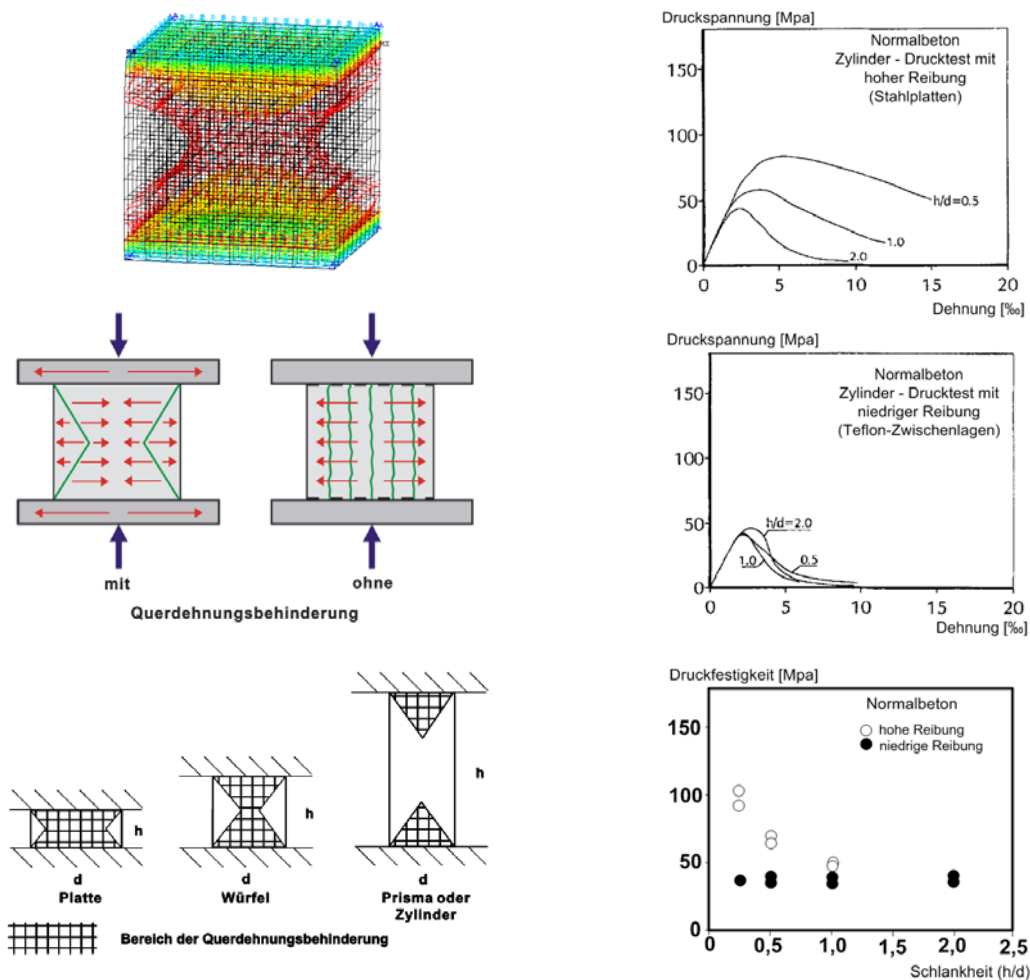 mit
ohne
Querdehnungsbehinderung
h
h
h
d
d
d
Platte
Würfel
Prisma oder
Zylinder
Bereich der Querdehnungsbehinderung
Druckspannung [Mpa]
Normalbeton
Zylinder - Drucktest mit
hoher Reibung
(Stahlplatten)
150
100
50
0
h/d=0.5
1.0
2.0
0 5 10 15 20
Dehnung [‰]
Druckspannung [Mpa]
Normalbeton
Zylinder - Drucktest mit
niedriger Reibung
(Teflon-Zwischenlagen)
150
100
50
0
h/d=2.0
1.0
0.5
0 5 10 15 20
Dehnung [‰]
Druckfestigkeit [Mpa]
Normalbeton
hohe Reibung
niedrige Reibung
150
100
50
0
0 0,5 1,0 2,0 2,5
Schlankheit (h/d)